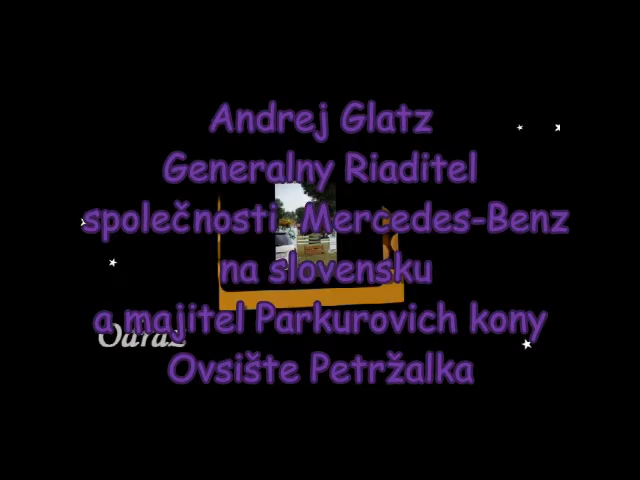 Andrej Glatz
Generalny Riaditel
společnosti Mercedes-Benz
na slovensku
a majitel Parkurovich kony
Ovsište Petržalka